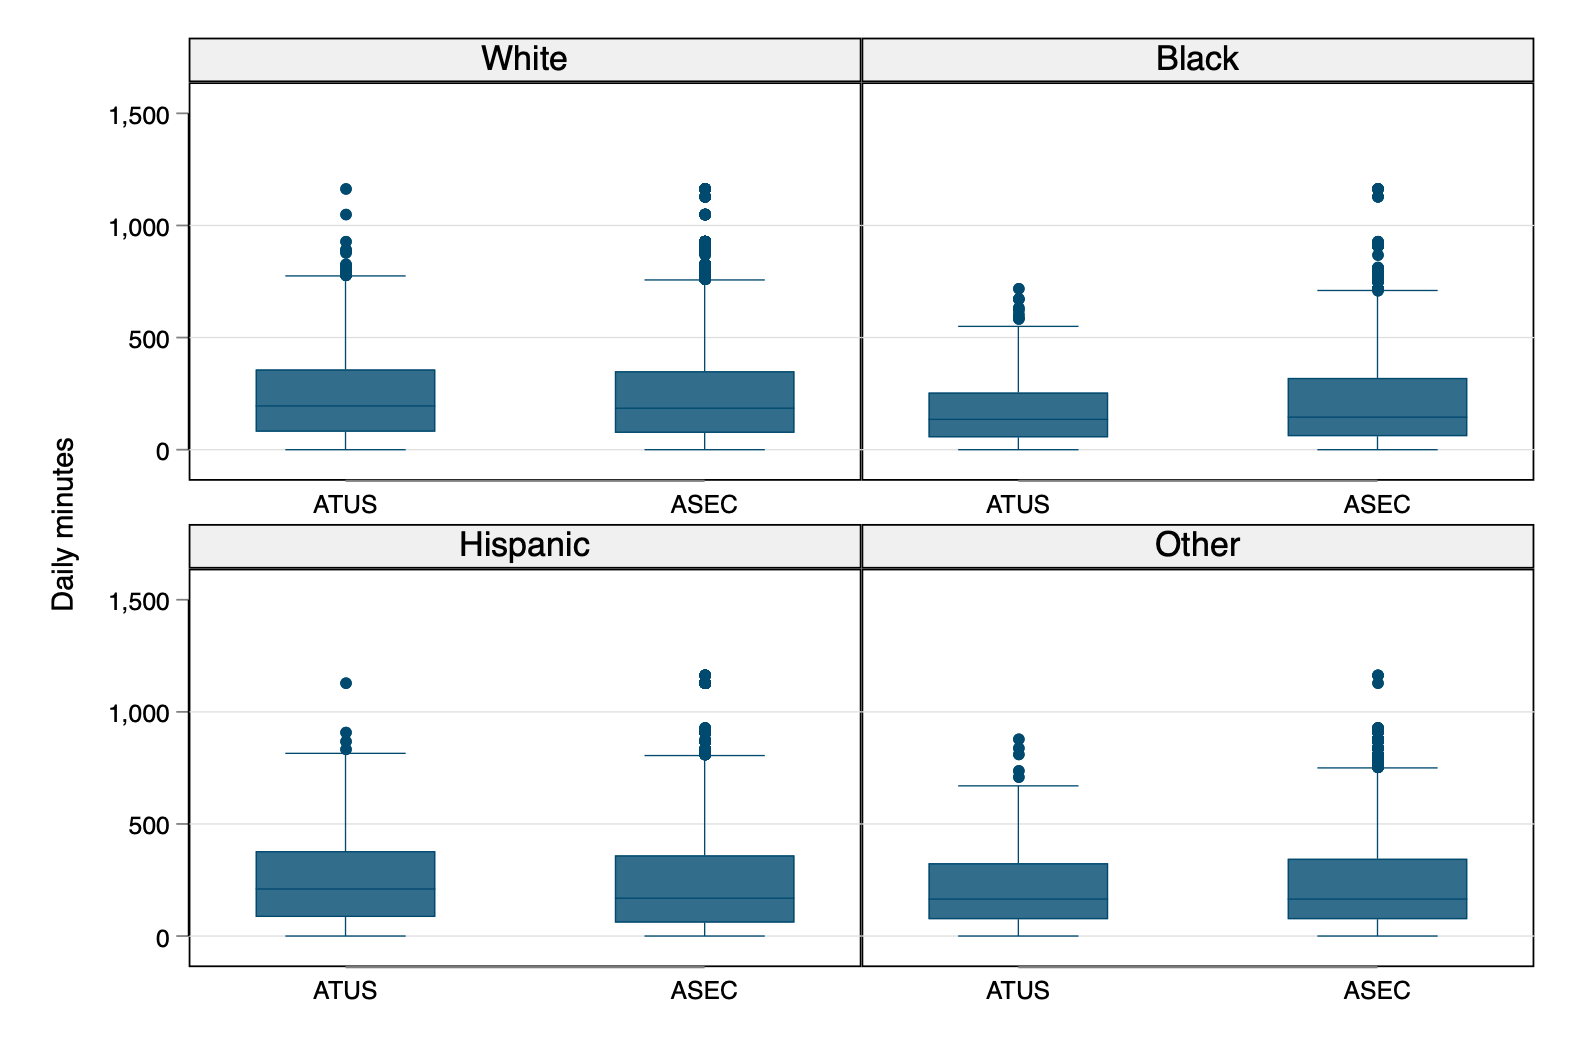 Daily minutes
White
Black
1,500
1,000
500
0
ATUS
ASEC
ATUS
ASEC
Hispanic
Other
1,500
1,000
500
0
ATUS
ASEC
ATUS
ASEC